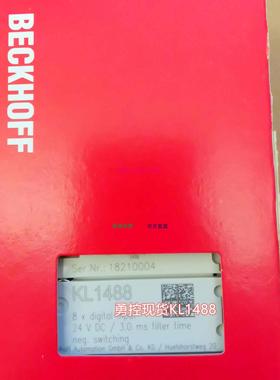 BECKHOFF
Ser Nr.: 18210004
KL1488
勇控现货KL1488
8 x digital
24 V DC / 3.0 ms filter time
neg. switching
Automation GmbH & Co. KG / Huelshorstweg 20